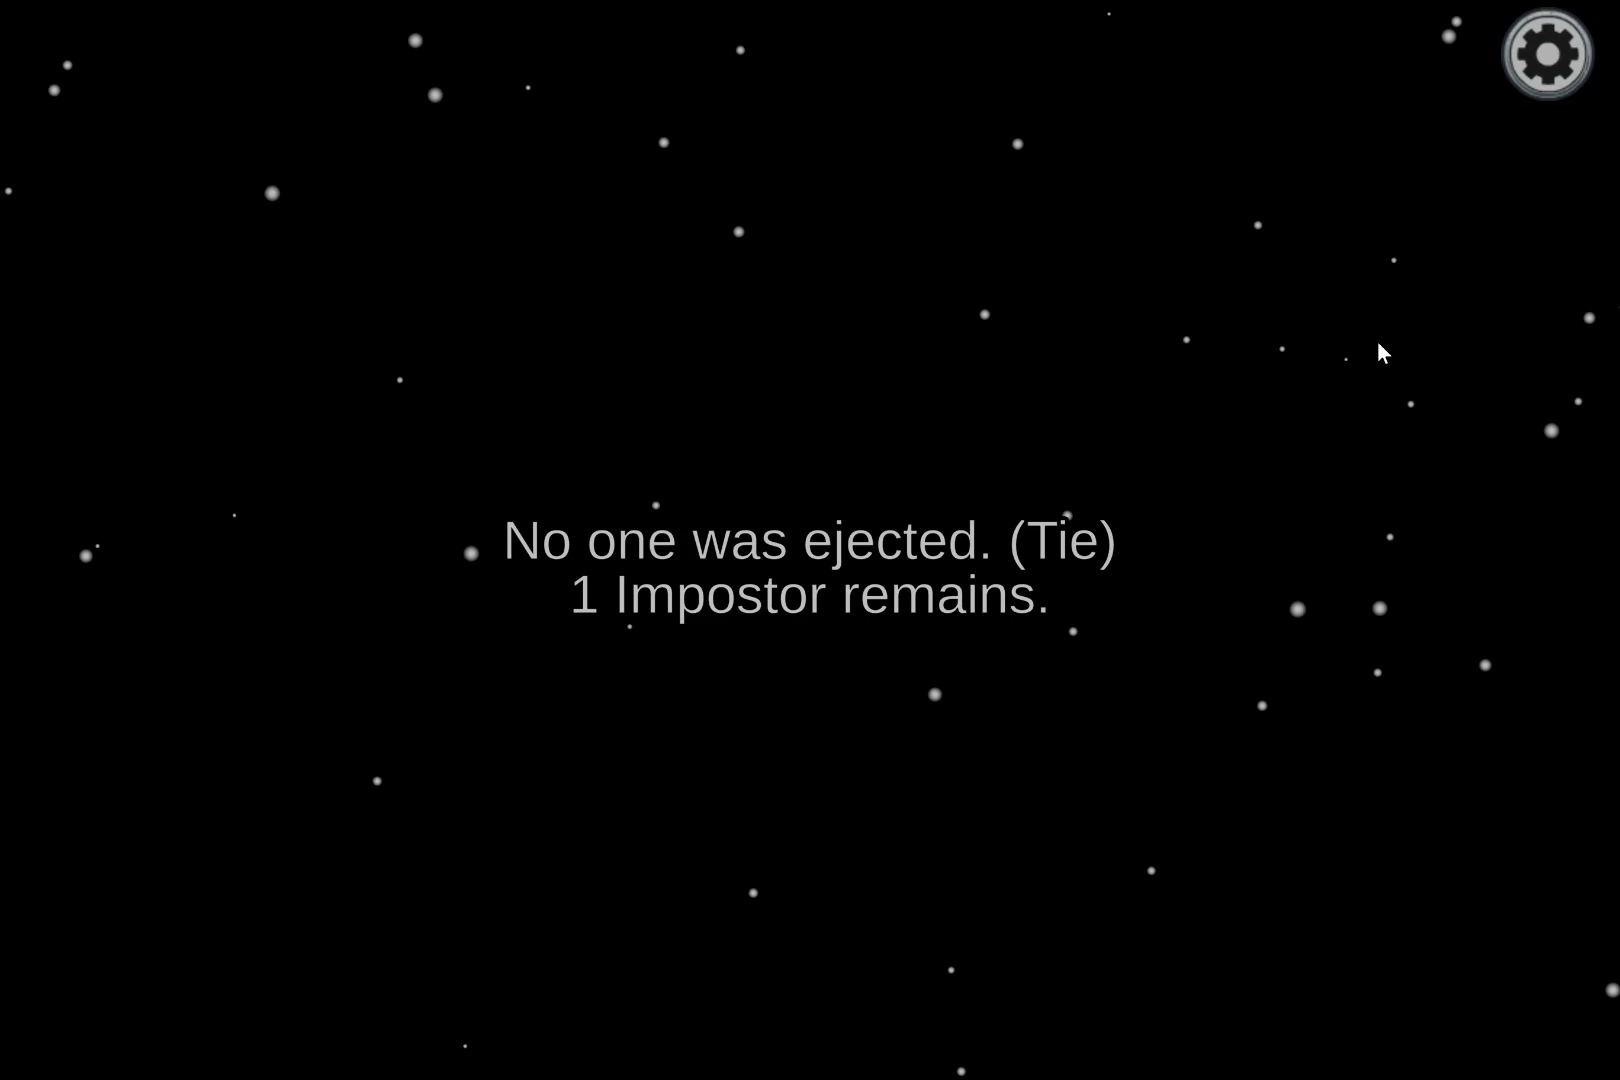 No one was ejected. (Tie)
1 Impostor remains.